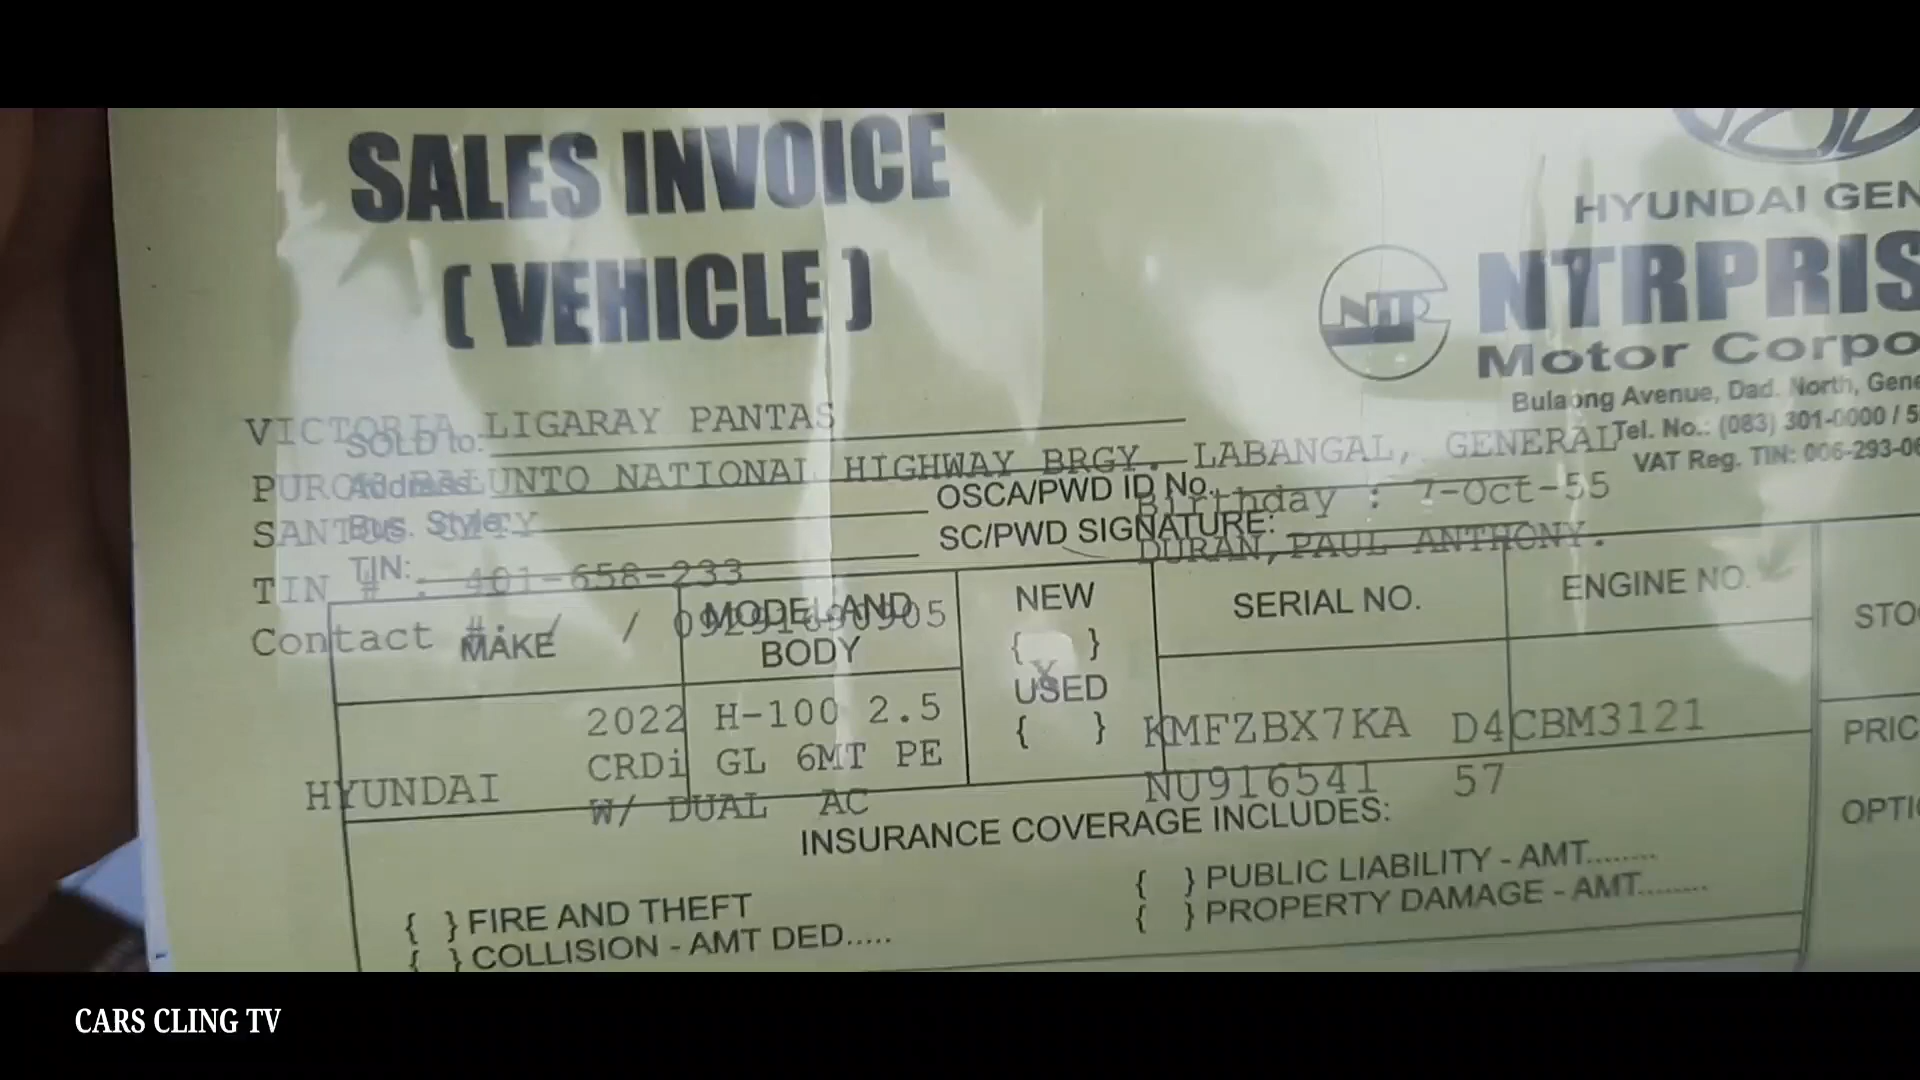 SALES INVOICE
( VEHICLE )
HYUNDAI GEN
NTR
NTRPRIS
Motor Corpo
Bulaong Avenue, Dad. North, Gene
Tel. No.: (083) 301-0000 / 5
VAT Reg. TIN: 006-293-0
VICTORIA LIGARAY PANTAS
SOLD to:
PUROK BALUNTO NATIONAL HIGHWAY BRGY. LABANGAL, GENERAL
Address
OSCA/PWD ID No.
Birthday : 7-Oct-55
SANTOS CITY
Bus. Style:
SC/PWD SIGNATURE:
DURAN, PAUL ANTHONY.
TIN # : 401-658-233
TIN:
Contact #: / /
MAKE
MODEL AND
BODY
NEW
{ X }
USED
{ }
SERIAL NO.
ENGINE NO.
STO
HYUNDAI
2022 H-100 2.5
CRDi GL 6MT PE
W/ DUAL AC
KMFZBX7KA
NU916541
D4CBM3121
57
PRIC
OPTI
INSURANCE COVERAGE INCLUDES:
{ } FIRE AND THEFT
{ } COLLISION - AMT DED.....
{ } PUBLIC LIABILITY - AMT.........
{ } PROPERTY DAMAGE - AMT.........
CARS CLING TV